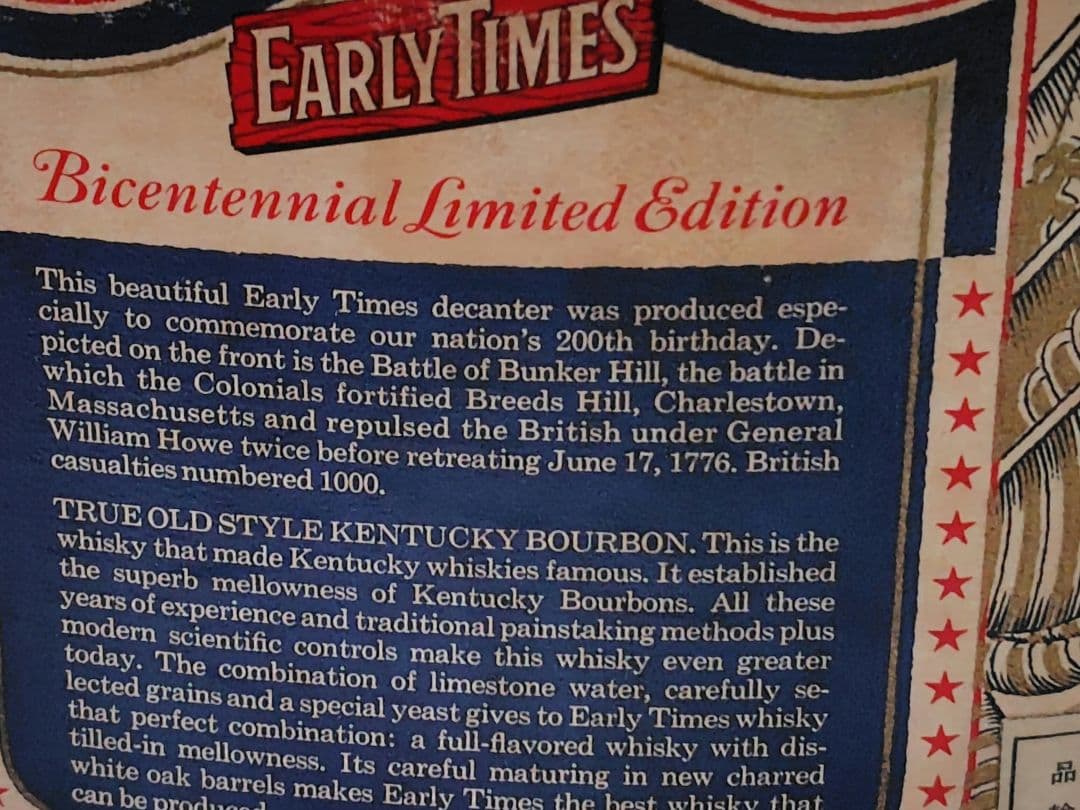 EARLY TIMES
Bicentennial Limited Edition
This beautiful Early Times decanter was produced espe-
cially to commemorate our nation's 200th birthday. De-
picted on the front is the Battle of Bunker Hill, the battle in
which the Colonials fortified Breeds Hill, Charlestown,
Massachusetts and repulsed the British under General
William Howe twice before retreating June 17, 1776. British
casualties numbered 1000.
TRUE OLD STYLE KENTUCKY BOURBON. This is the
whisky that made Kentucky whiskies famous. It established
the superb mellowness of Kentucky Bourbons. All these
years of experience and traditional painstaking methods plus
modern scientific controls make this whisky even greater
today. The combination of limestone water, carefully se-
lected grains and a special yeast gives to Early Times whisky
that perfect combination: a full-flavored whisky with dis-
tilled-in mellowness. Its careful maturing in new charred
white oak barrels makes Early Times the best whisky that
can be
品